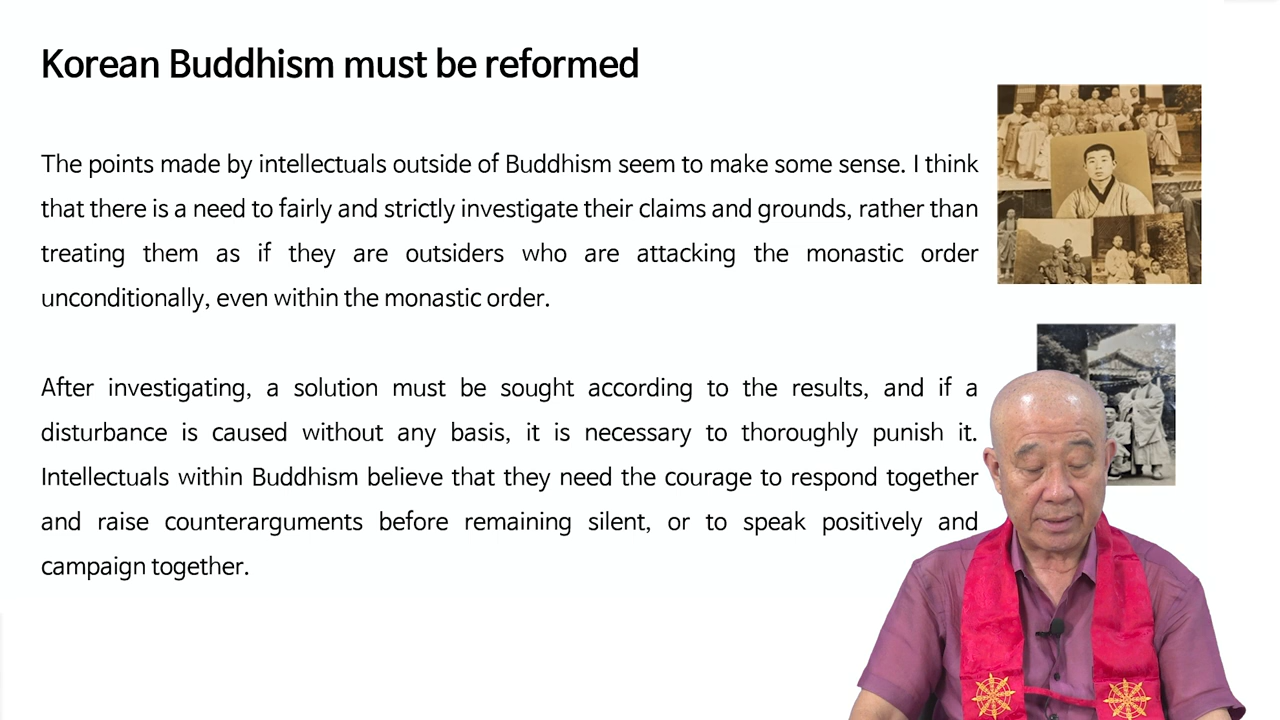 Korean Buddhism must be reformed
The points made by intellectuals outside of Buddhism seem to make some sense. I think
that there is a need to fairly and strictly investigate their claims and grounds, rather than
treating them as if they are outsiders who are attacking the monastic order
unconditionally, even within the monastic order.
After investigating, a solution must be sought according to the results, and if a
disturbance is caused without any basis, it is necessary to thoroughly punish it.
Intellectuals within Buddhism believe that they need the courage to respond together
and raise counterarguments before remaining silent, or to speak positively and
campaign together.